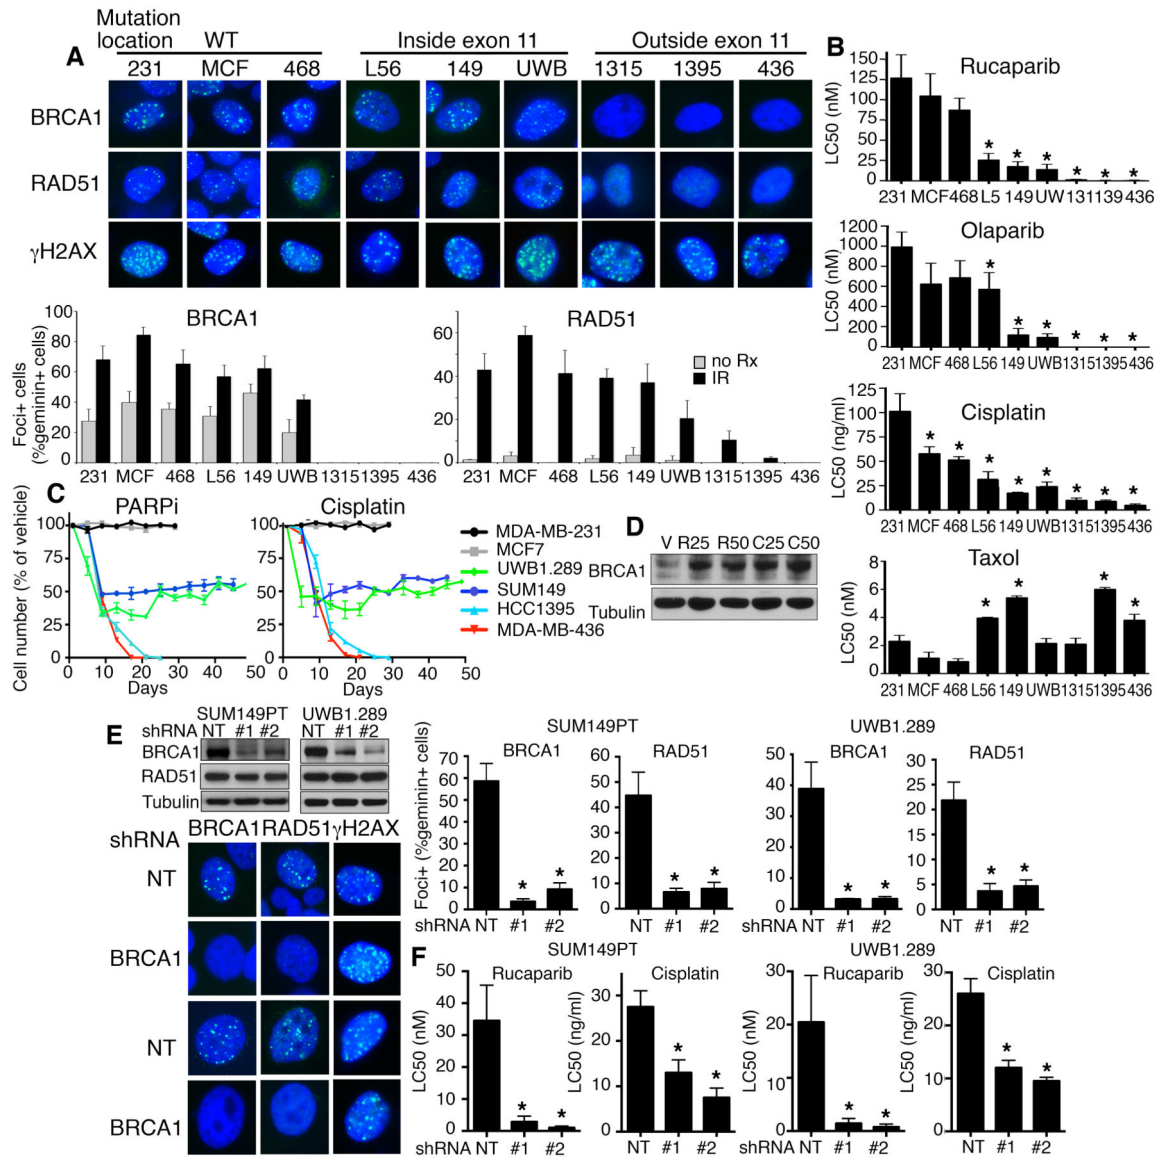 A
Mutation
location
WT
Inside exon 11
Outside exon 11
231 MCF 468 L56 149 UWB 1315 1395 436
BRCA1
RAD51
γH2AX
BRCA1
Foci+ cells
(%geminin+ cells)
100
80
60
40
20
0
231 MCF 468 L56 149 UWB 1315 1395 436
RAD51
no Rx
IR
60
40
20
0
231 MCF 468 L56 149 UWB 1315 1395 436
B
Rucaparib
LC50 (nM)
150
125
100
75
50
25
0
* * * * * *
231 MCF 468 L5 149 UW 131 139 436
Olaparib
LC50 (nM)
1200
1000
800
600
400
200
0
* * * * * *
231 MCF 468 L56 149 UWB 1315 1395 436
Cisplatin
LC50 (ng/ml)
125
100
75
50
25
0
* * * * * * * *
231 MCF 468 L56 149 UWB 1315 1395 436
Taxol
LC50 (nM)
8
6
4
2
0
* * * *
231 MCF 468 L56 149 UWB 1315 1395 436
C
PARPi
Cell number (% of vehicle)
100
75
50
25
0
0 10 20 30 40 50
Days
Cisplatin
100
75
50
25
0
0 10 20 30 40 50
Days
MDA-MB-231
MCF7
UWB1.289
SUM149
HCC1395
MDA-MB-436
D
V R25 R50 C25 C50
BRCA1
Tubulin
E
SUM149PT UWB1.289
shRNA NT #1 #2 NT #1 #2
BRCA1
RAD51
Tubulin
shRNA
BRCA1 RAD51 γH2AX
NT
BRCA1
NT
BRCA1
SUM149PT
UWB1.289
Foci+ (%geminin+ cells)
BRCA1
70
60
50
40
30
20
10
0
* *
shRNA NT #1 #2
RAD51
60
50
40
30
20
10
0
* *
NT #1 #2
BRCA1
50
40
30
20
10
0
* *
shRNA NT #1 #2
RAD51
30
25
20
15
10
5
0
* *
NT #1 #2
F
SUM149PT
UWB1.289
Rucaparib
LC50 (nM)
50
40
30
20
10
0
* *
shRNA NT #1 #2
Cisplatin
LC50 (ng/ml)
30
20
10
0
* *
NT #1 #2
Rucaparib
LC50 (nM)
30
20
10
0
* *
shRNA NT #1 #2
Cisplatin
LC50 (ng/ml)
30
20
10
0
* *
NT #1 #2